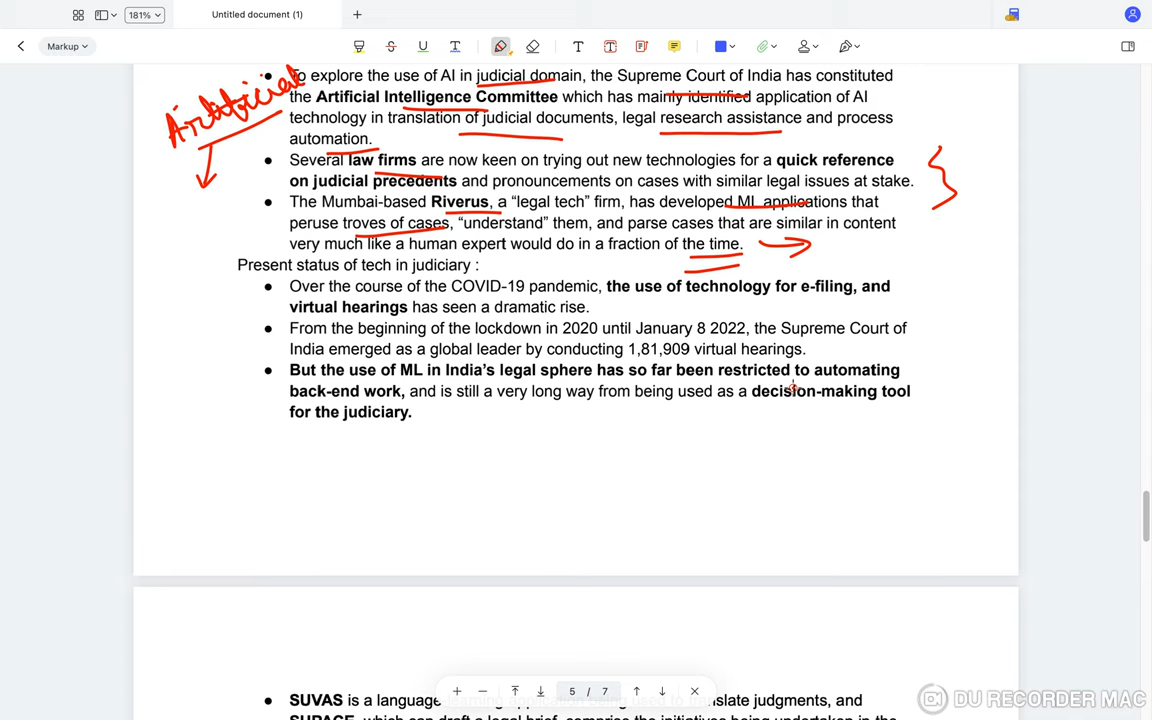 181%
Untitled document (1)
Markup
To explore the use of AI in judicial domain, the Supreme Court of India has constituted
the Artificial Intelligence Committee which has mainly identified application of AI
technology in translation of judicial documents, legal research assistance and process
automation.
Artificial
Several law firms are now keen on trying out new technologies for a quick reference
on judicial precedents and pronouncements on cases with similar legal issues at stake.
The Mumbai-based Riverus, a “legal tech” firm, has developed ML applications that
peruse troves of cases, “understand” them, and parse cases that are similar in content
very much like a human expert would do in a fraction of the time.
Present status of tech in judiciary :
Over the course of the COVID-19 pandemic, the use of technology for e-filing, and
virtual hearings has seen a dramatic rise.
From the beginning of the lockdown in 2020 until January 8 2022, the Supreme Court of
India emerged as a global leader by conducting 1,81,909 virtual hearings.
But the use of ML in India’s legal sphere has so far been restricted to automating
back-end work, and is still a very long way from being used as a decision-making tool
for the judiciary.
5 / 7
SUVAS is a language
translate judgments, and
DU RECORDER MAC